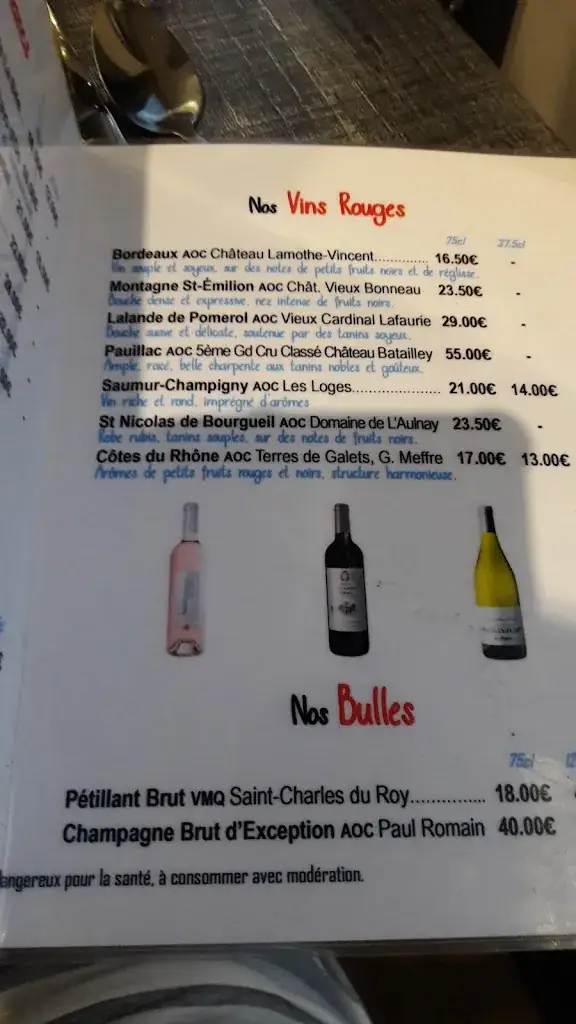 Nos Vins Rouges
75cl 37.5cl
Bordeaux AOC Château Lamothe-Vincent.............. 16.50€ -
Vin souple et soyeux, sur des notes de petits fruits noirs et de réglisse.
Montagne St-Émilion AOC Chât. Vieux Bonneau 23.50€ -
Bouche dense et expressive, nez intense de fruits noirs.
Lalande de Pomerol AOC Vieux Cardinal Lafaurie 29.00€ -
Bouche suave et délicate, soutenue par des tanins soyeux.
Pauillac AOC 5ème Gd Cru Classé Château Batailley 55.00€ -
Ample, racé, belle charpente aux tanins nobles et goûteux.
Saumur-Champigny AOC Les Loges..................... 21.00€ 14.00€
Vin riche et rond, imprégné d'arômes
St Nicolas de Bourgueil AOC Domaine de L'Aulnay 23.50€ -
Robe rubis, tanins souples, sur des notes de fruits noirs.
Côtes du Rhône AOC Terres de Galets, G. Meffre 17.00€ 13.00€
Arômes de petits fruits rouges et noirs, structure harmonieuse.
Nos Bulles
75cl
Pétillant Brut VMQ Saint-Charles du Roy............... 18.00€
Champagne Brut d'Exception AOC Paul Romain 40.00€
angereux pour la santé, à consommer avec modération.